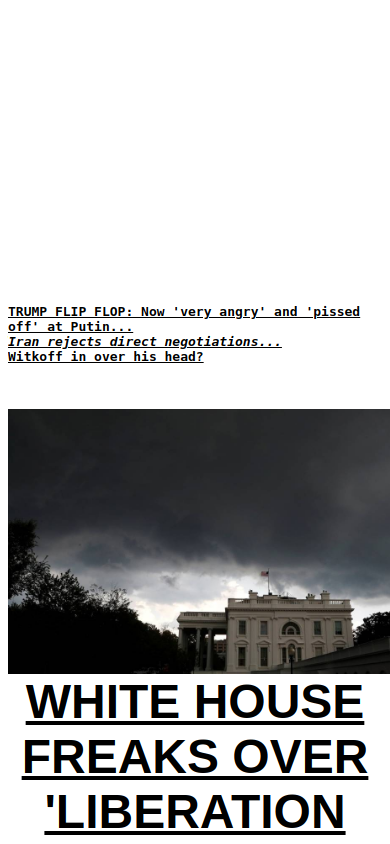 TRUMP FLIP FLOP: Now 'very angry' and 'pissed
off' at Putin...
Iran rejects direct negotiations...
Witkoff in over his head?
WHITE HOUSE
FREAKS OVER
'LIBERATION